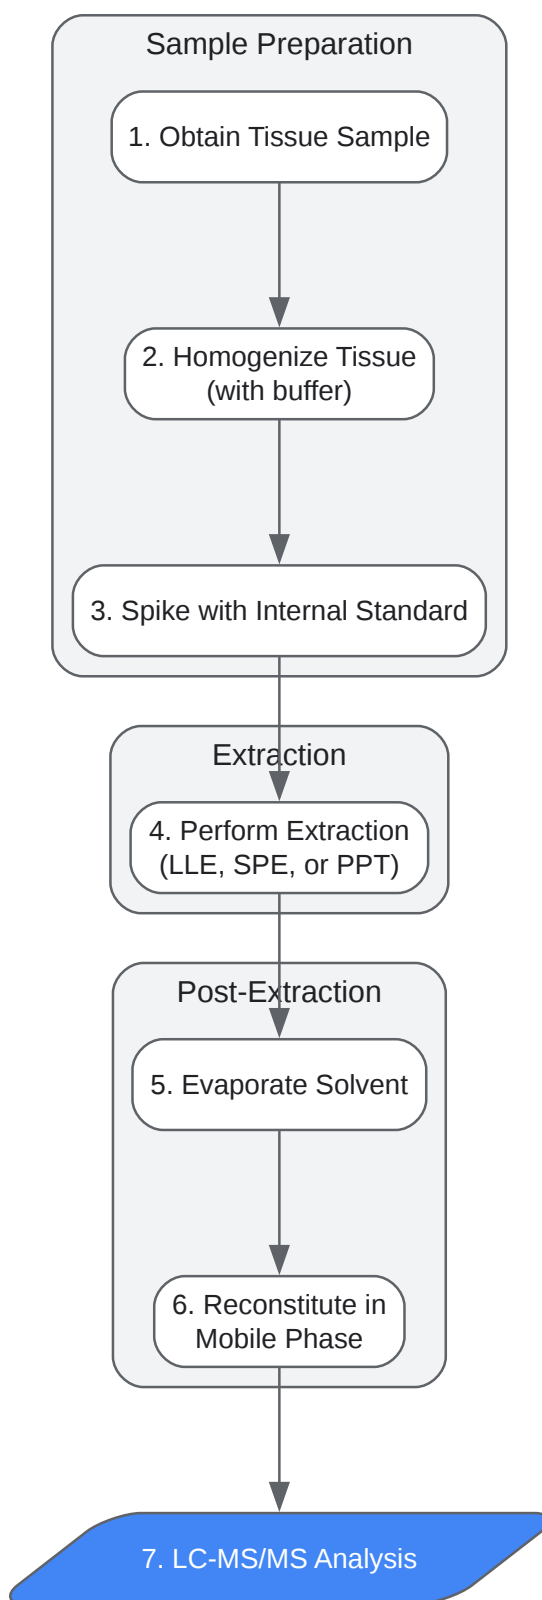 Sample Preparation
1. Obtain Tissue Sample
2. Homogenize Tissue
(with buffer)
3. Spike with Internal Standard
Extraction
4. Perform Extraction
(LLE, SPE, or PPT)
Post-Extraction
5. Evaporate Solvent
6. Reconstitute in
Mobile Phase
7. LC-MS/MS Analysis